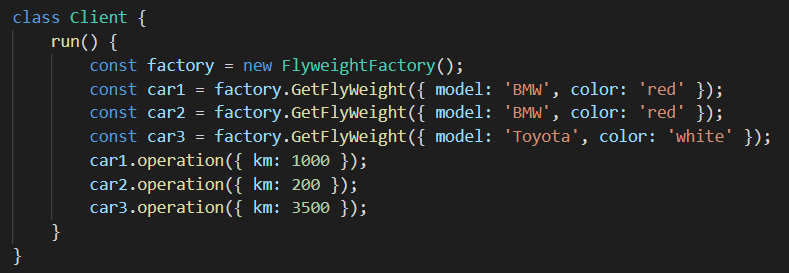 class Client {
    run() {
        const factory = new FlyweightFactory();
        const car1 = factory.GetFlyWeight({ model: 'BMW', color: 'red' });
        const car2 = factory.GetFlyWeight({ model: 'BMW', color: 'red' });
        const car3 = factory.GetFlyWeight({ model: 'Toyota', color: 'white' });
        car1.operation({ km: 1000 });
        car2.operation({ km: 200 });
        car3.operation({ km: 3500 });
    }
}